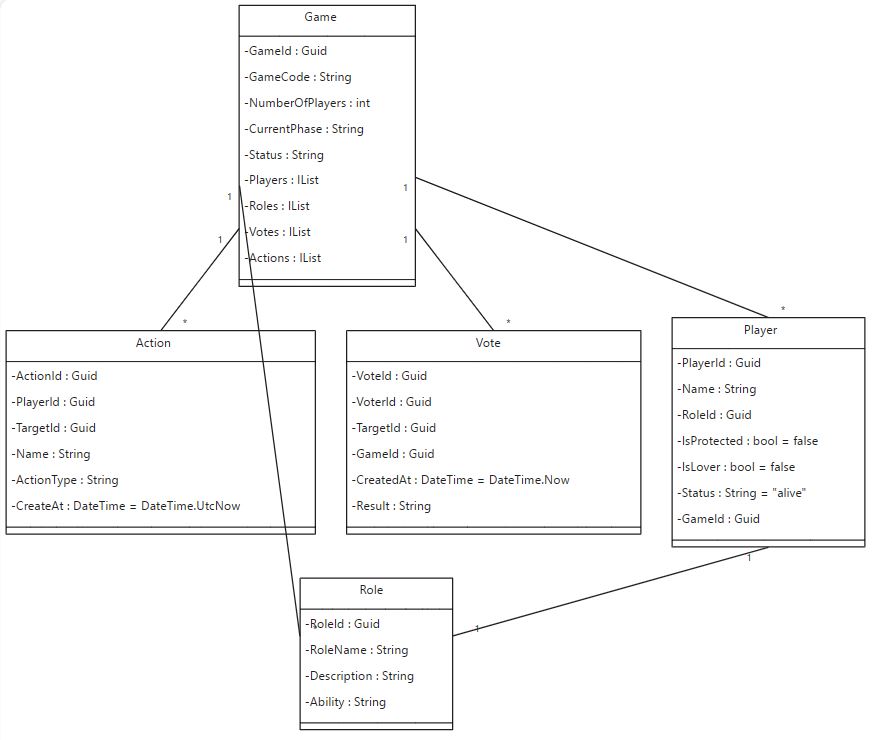 Game
-GameId : Guid
-GameCode : String
-NumberOfPlayers : int
-CurrentPhase : String
-Status : String
-Players : IList
-Roles : IList
-Votes : IList
-Actions : IList
1
1
1
1
*
*
*
Action
-ActionId : Guid
-PlayerId : Guid
-TargetId : Guid
-Name : String
-ActionType : String
-CreateAt : DateTime = DateTime.UtcNow
Vote
-VoteId : Guid
-VoterId : Guid
-TargetId : Guid
-GameId : Guid
-CreatedAt : DateTime = DateTime.Now
-Result : String
Player
-PlayerId : Guid
-Name : String
-RoleId : Guid
-IsProtected : bool = false
-IsLover : bool = false
-Status : String = "alive"
-GameId : Guid
1
1
Role
-RoleId : Guid
-RoleName : String
-Description : String
-Ability : String